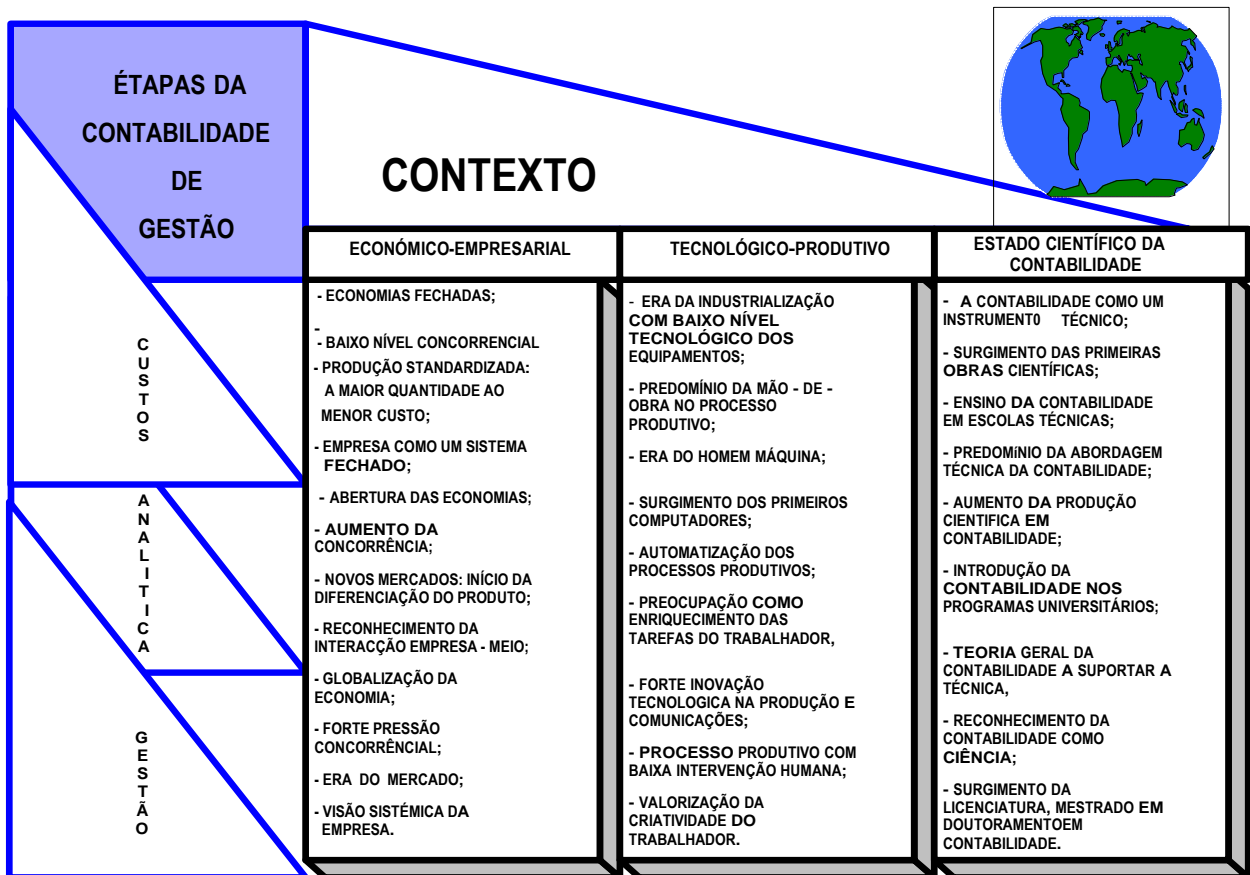 ÉTAPAS DA
CONTABILIDADE
DE
GESTÃO
CONTEXTO
ECONÓMICO-EMPRESARIAL
TECNOLÓGICO-PRODUTIVO
ESTADO CIENTÍFICO DA
CONTABILIDADE
CUSTOS
ANALITICA
GESTÃO
- ECONOMIAS FECHADAS;
-
- BAIXO NÍVEL CONCORRENCIAL
- PRODUÇÃO STANDARDIZADA:
A MAIOR QUANTIDADE AO
MENOR CUSTO;
- EMPRESA COMO UM SISTEMA
FECHADO;
- ABERTURA DAS ECONOMIAS;
- AUMENTO DA
CONCORRÊNCIA;
- NOVOS MERCADOS: INÍCIO DA
DIFERENCIAÇÃO DO PRODUTO;
- RECONHECIMENTO DA
INTERACÇÃO EMPRESA - MEIO;
- GLOBALIZAÇÃO DA
ECONOMIA;
- FORTE PRESSÃO
CONCORRÊNCIAL;
- ERA DO MERCADO;
- VISÃO SISTÉMICA DA
EMPRESA.
- ERA DA INDUSTRIALIZAÇÃO
COM BAIXO NÍVEL
TECNOLÓGICO DOS
EQUIPAMENTOS;
- PREDOMÍNIO DA MÃO - DE -
OBRA NO PROCESSO
PRODUTIVO;
- ERA DO HOMEM MÁQUINA;
- SURGIMENTO DOS PRIMEIROS
COMPUTADORES;
- AUTOMATIZAÇÃO DOS
PROCESSOS PRODUTIVOS;
- PREOCUPAÇÃO COMO
ENRIQUECIMENTO DAS
TAREFAS DO TRABALHADOR,
- FORTE INOVAÇÃO
TECNOLOGICA NA PRODUÇÃO E
COMUNICAÇÕES;
- PROCESSO PRODUTIVO COM
BAIXA INTERVENÇÃO HUMANA;
- VALORIZAÇÃO DA
CRIATIVIDADE DO
TRABALHADOR.
- A CONTABILIDADE COMO UM
INSTRUMENT0 TÉCNICO;
- SURGIMENTO DAS PRIMEIRAS
OBRAS CIENTÍFICAS;
- ENSINO DA CONTABILIDADE
EM ESCOLAS TÉCNICAS;
- PREDOMíNIO DA ABORDAGEM
TÉCNICA DA CONTABILIDADE;
- AUMENTO DA PRODUÇÃO
CIENTIFICA EM
CONTABILIDADE;
- INTRODUÇÃO DA
CONTABILIDADE NOS
PROGRAMAS UNIVERSITÁRIOS;
- TEORIA GERAL DA
CONTABILIDADE A SUPORTAR A
TÉCNICA,
- RECONHECIMENTO DA
CONTABILIDADE COMO
CIÊNCIA;
- SURGIMENTO DA
LICENCIATURA, MESTRADO EM
DOUTORAMENTOEM
CONTABILIDADE.